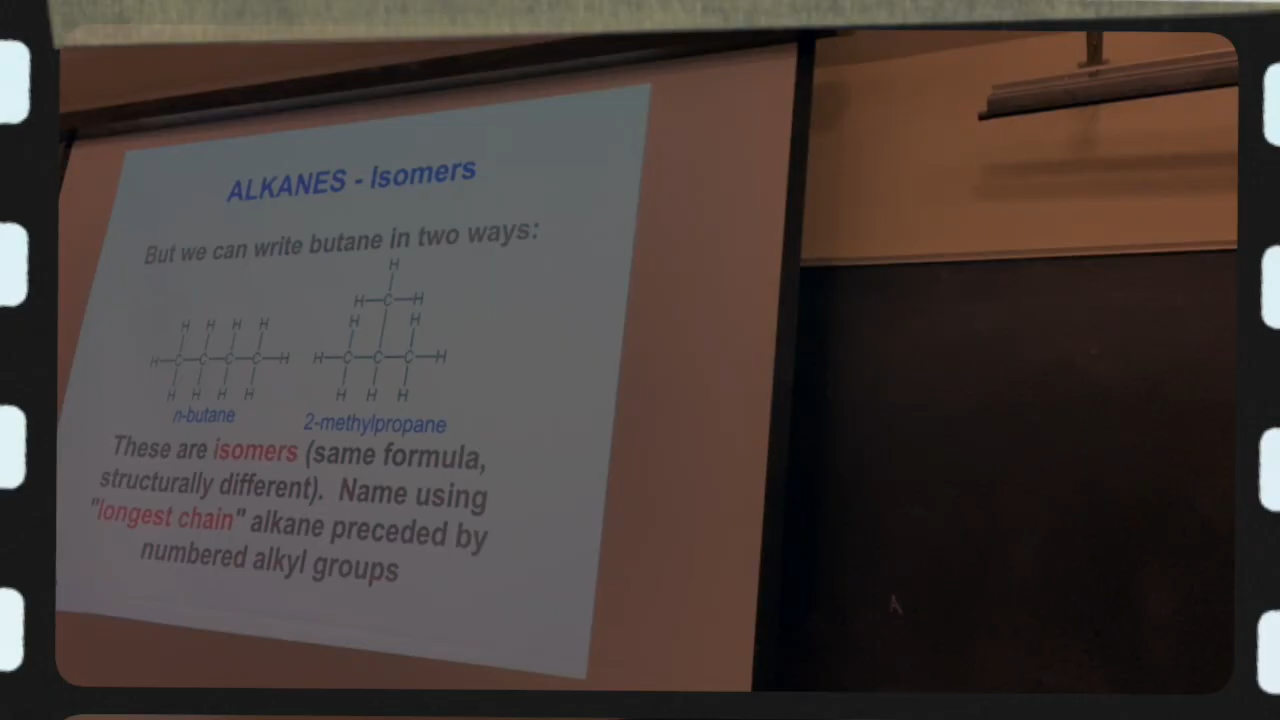 ALKANES - Isomers
But we can write butane in two ways:
H
H—C—H
H H H H H H
H—C—C—C—C—H H—C—C—C—H
H H H H H H H
n-butane 2-methylpropane
These are isomers (same formula,
structurally different). Name using
"longest chain" alkane preceded by
numbered alkyl groups